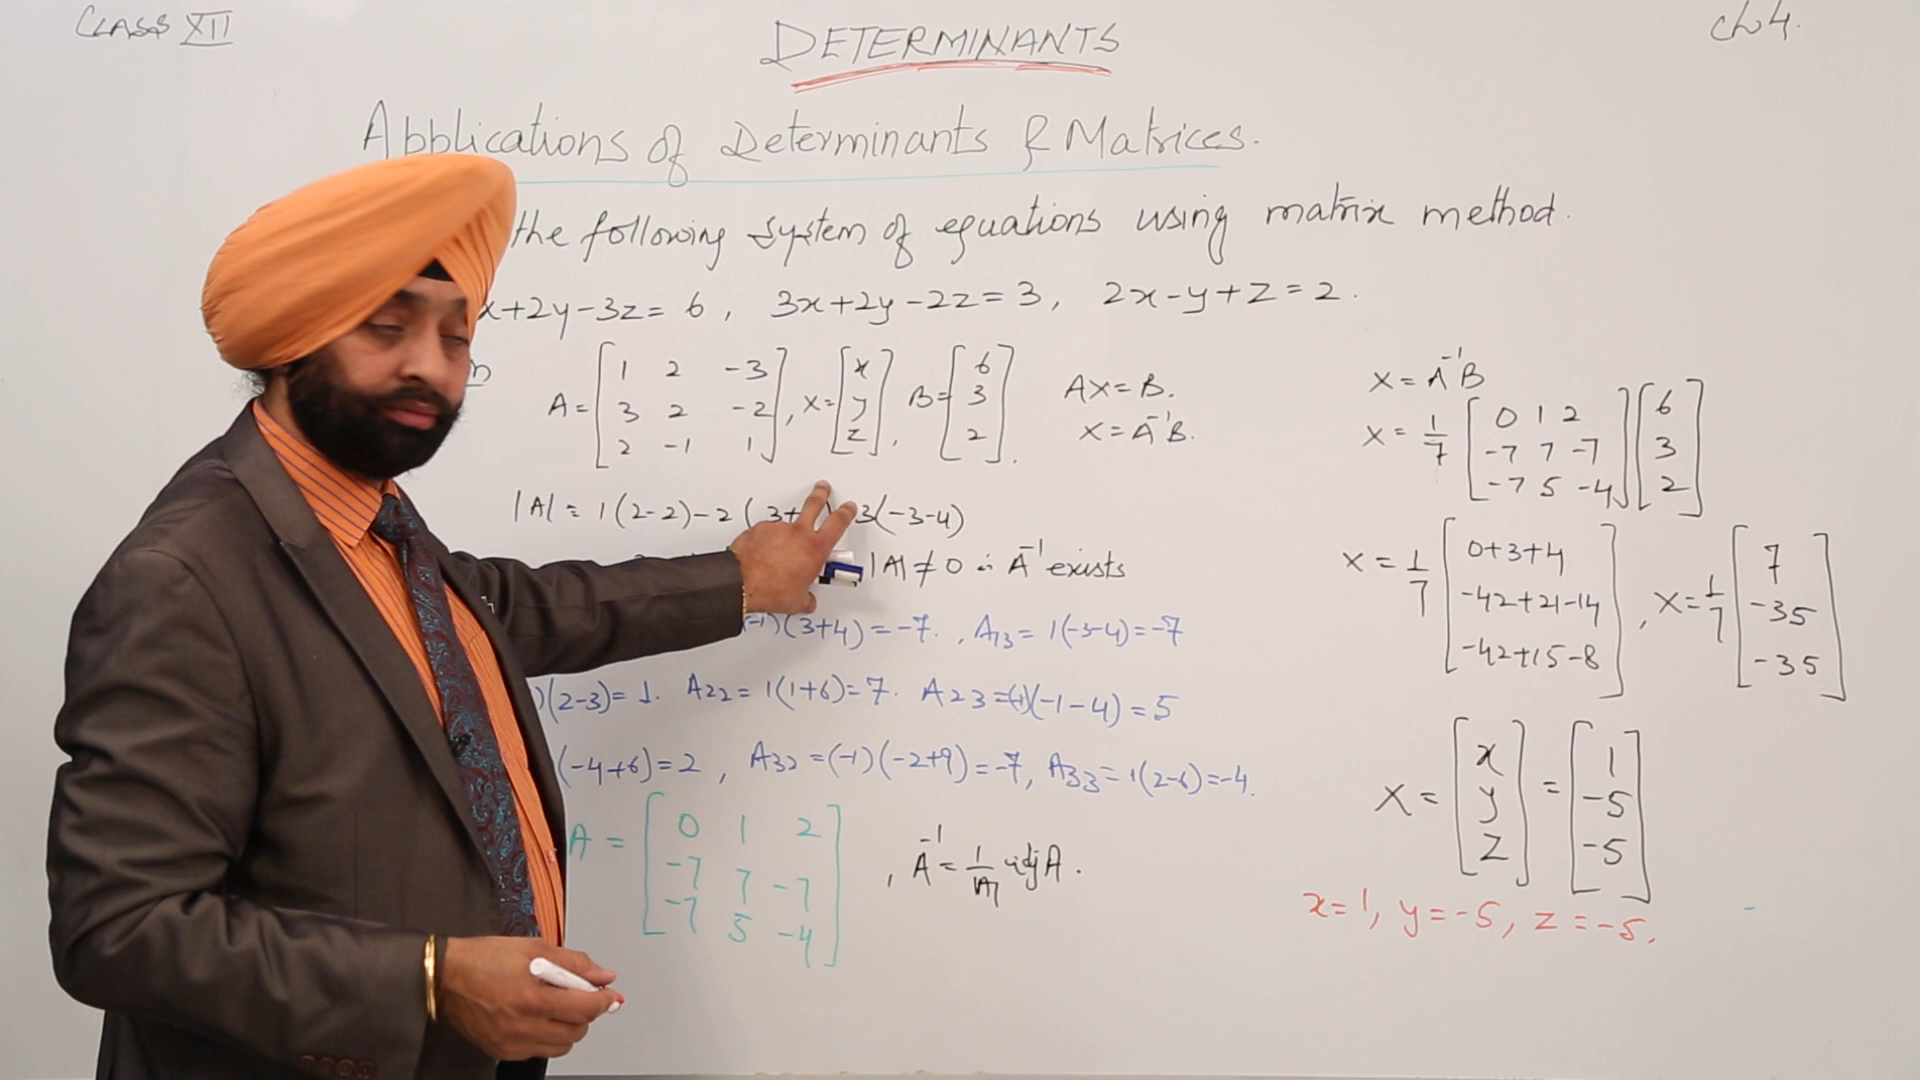 CLASS XII
DETERMINANTS
Ch 4.
Applications of Determinants & Matrices.
the following system of equations using matrix method.
x+2y-3z=6, 3x+2y-2z=3, 2x-y+z=2.
A=[1 2 -3
3 2 -2
2 -1 1], X=[x
y
z], B=[6
3
2].
AX=B.
X=A⁻¹B.
|A| = 1(2-2)-2(3+ 3(-3-4)
|A|≠0 ∴ A⁻¹ exists
(-1)(3+4)=-7., A13= 1(-3-4)=-7
)(2-3)=1. A22=1(1+6)=7. A23=(-1)(-1-4)=5
(-4+6)=2, A32=(-1)(-2+9)=-7, A33=1(2-6)=-4.
A = [0 1 2
-7 7 -7
-7 5 -4]
, A⁻¹= 1/|A| adj A.
X=A⁻¹B
X= 1/7 [0 1 2
-7 7 -7
-7 5 -4] [6
3
2]
X= 1/7 [0+3+4
-42+21-14
-42+15-8]
, X= 1/7 [7
-35
-35]
X= [x
y
z] = [1
-5
-5]
x=1, y=-5, z=-5.